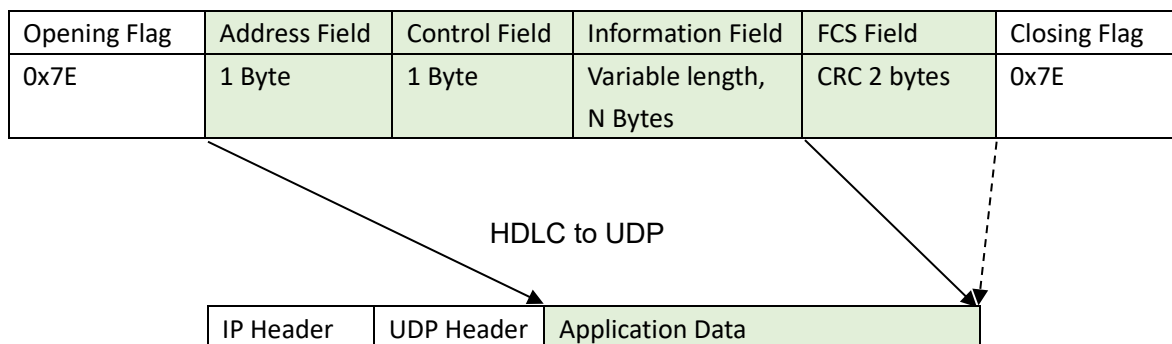 Opening Flag Address Field Control Field Information Field FCS Field Closing Flag
0x7E 1 Byte 1 Byte Variable length, CRC 2 bytes 0x7E
N Bytes
HDLC to UDP
IP Header UDP Header Application Data